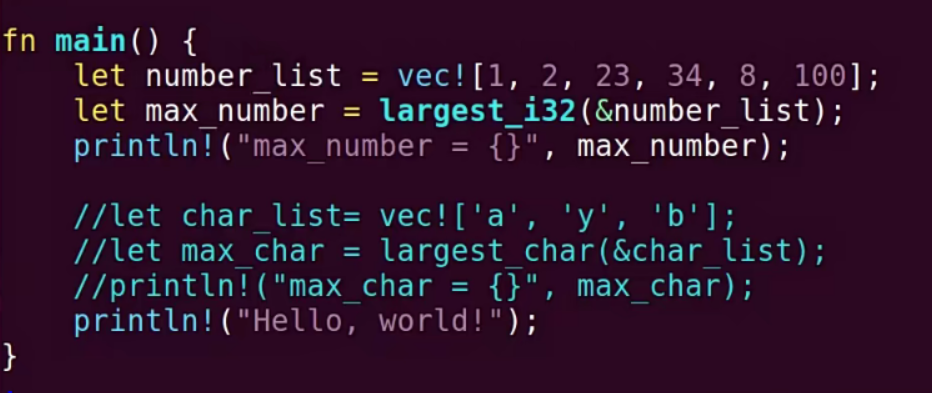 fn main() {
    let number_list = vec![1, 2, 23, 34, 8, 100];
    let max_number = largest_i32(&number_list);
    println!("max_number = {}", max_number);

    //let char_list= vec!['a', 'y', 'b'];
    //let max_char = largest_char(&char_list);
    //println!("max_char = {}", max_char);
    println!("Hello, world!");
}